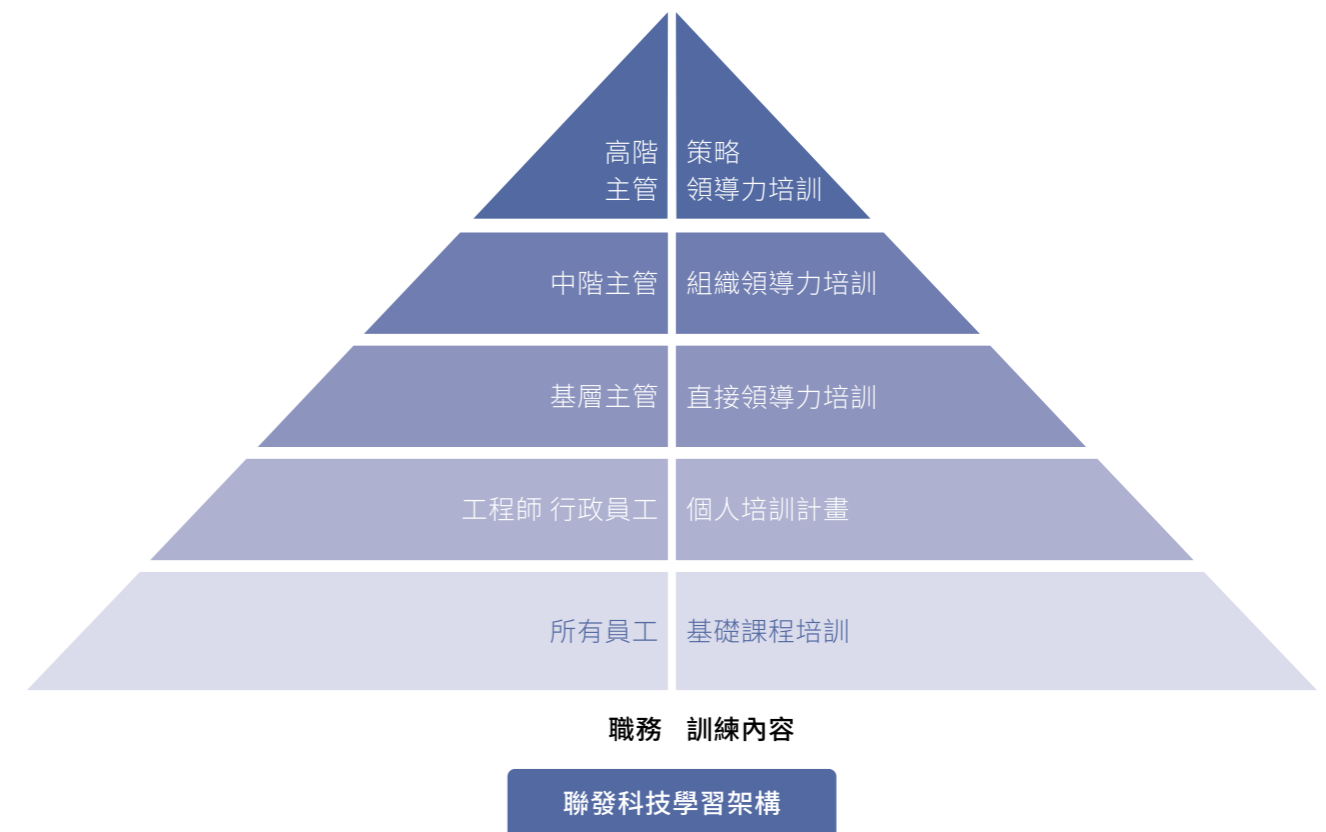 高階
主管
策略
領導力培訓
中階主管
組織領導力培訓
基層主管
直接領導力培訓
工程師 行政員工
個人培訓計畫
所有員工
基礎課程培訓
職務
訓練內容
聯發科技學習架構